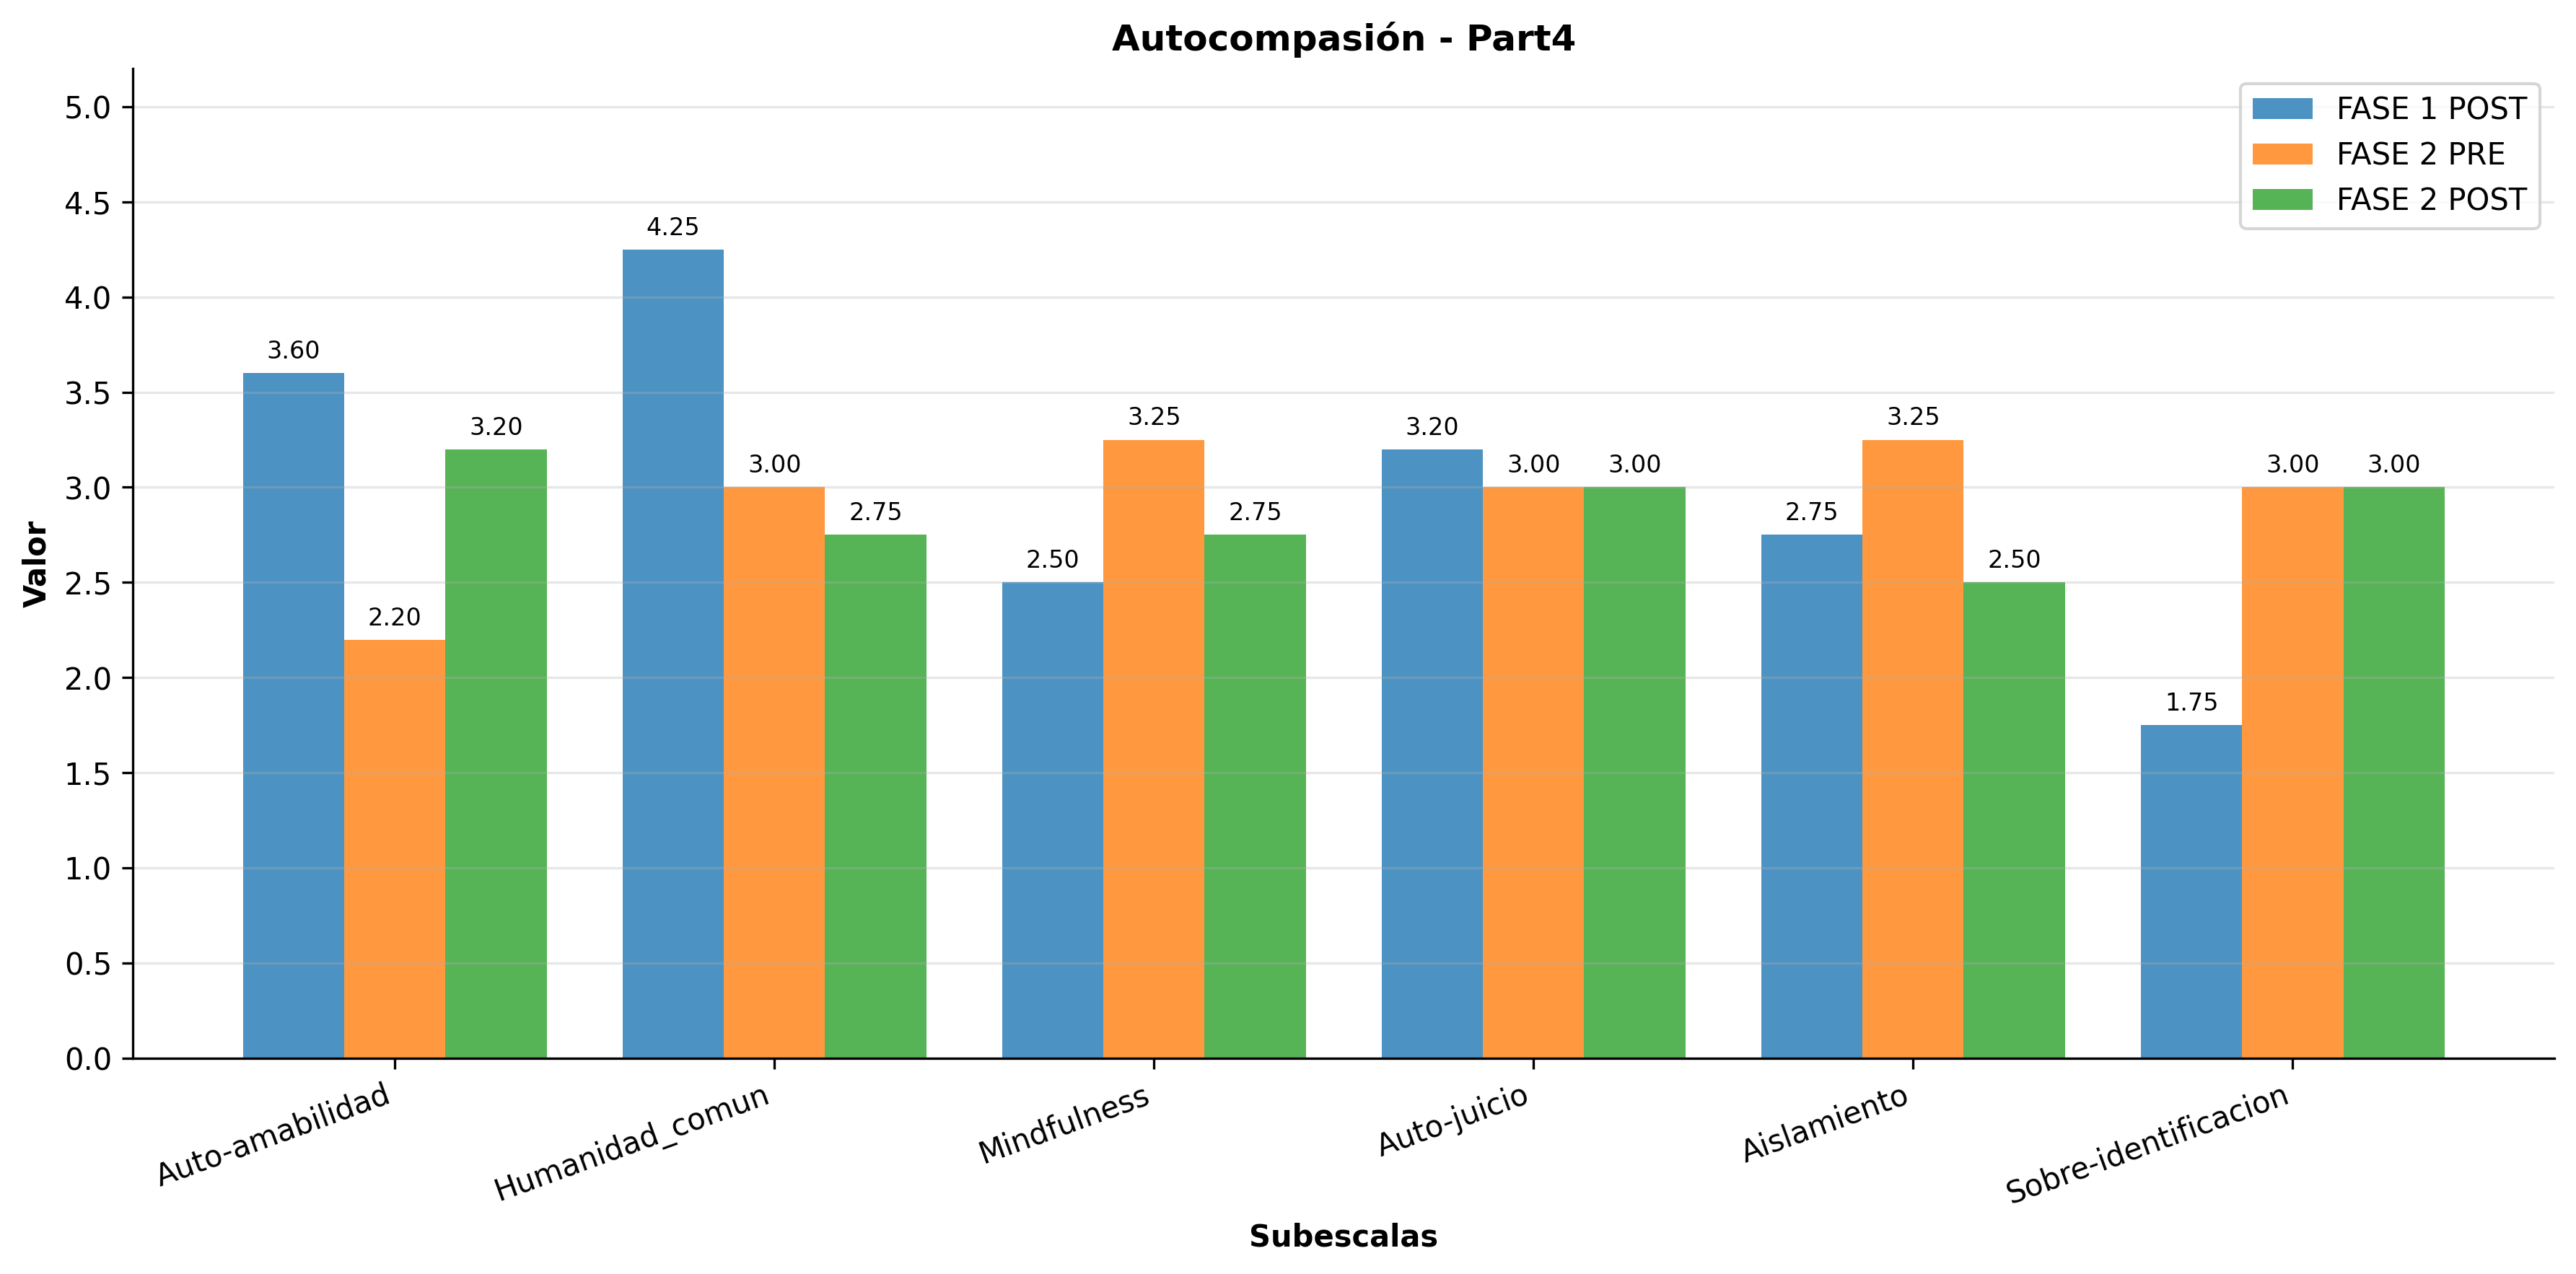 Autocompasión - Part4
FASE 1 POST
FASE 2 PRE
FASE 2 POST
Valor
5.0
4.5
4.0
3.5
3.0
2.5
2.0
1.5
1.0
0.5
0.0
3.60
2.20
3.20
4.25
3.00
2.75
2.50
3.25
2.75
3.20
3.00
3.00
2.75
3.25
2.50
1.75
3.00
3.00
Auto-amabilidad
Humanidad_comun
Mindfulness
Auto-juicio
Aislamiento
Sobre-identificacion
Subescalas